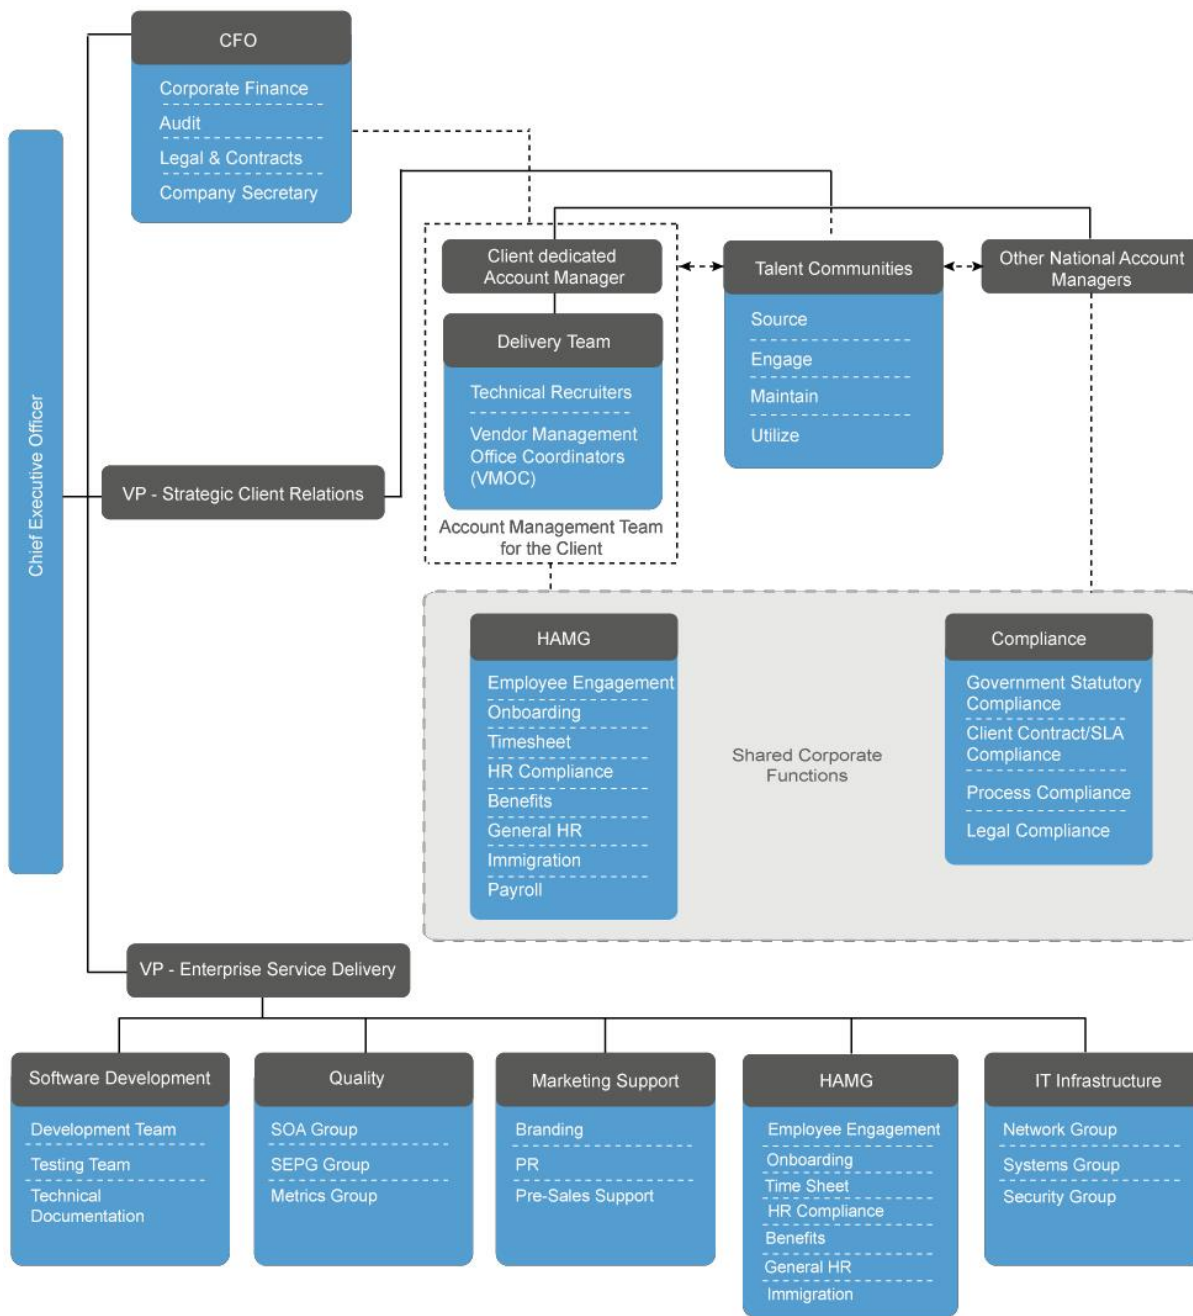 CFO
Corporate Finance
Audit
Legal & Contracts
Company Secretary
Chief Executive Officer
Client dedicated
Account Manager
Talent Communities
Other National Account
Managers
Delivery Team
Technical Recruiters
Vendor Management
Office Coordinators
(VMOC)
Source
Engage
Maintain
Utilize
VP - Strategic Client Relations
Account Management Team
for the Client
HAMG
Employee Engagement
Onboarding
Timesheet
HR Compliance
Benefits
General HR
Immigration
Payroll
Shared Corporate
Functions
Compliance
Government Statutory
Compliance
Client Contract/SLA
Compliance
Process Compliance
Legal Compliance
VP - Enterprise Service Delivery
Software Development
Development Team
Testing Team
Technical
Documentation
Quality
SOA Group
SEPG Group
Metrics Group
Marketing Support
Branding
PR
Pre-Sales Support
HAMG
Employee Engagement
Onboarding
Time Sheet
HR Compliance
Benefits
General HR
Immigration
IT Infrastructure
Network Group
Systems Group
Security Group